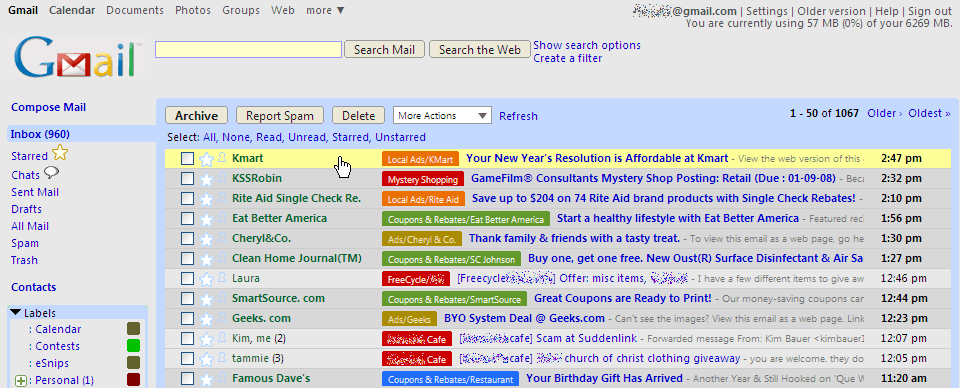 Gmail Calendar Documents Photos Groups Web more ▼
@gmail.com | Settings | Older version | Help | Sign out
You are currently using 57 MB (0%) of your 6269 MB.
Gmail™
Search Mail Search the Web Show search options
Create a filter
Compose Mail
Inbox (960)
Starred
Chats
Sent Mail
Drafts
All Mail
Spam
Trash
Contacts
▼ Labels
: Calendar
: Contests
: eSnips
: Personal (1)
Archive Report Spam Delete More Actions Refresh 1 - 50 of 1067 Older › Oldest »
Select: All, None, Read, Unread, Starred, Unstarred
Kmart Local Ads/KMart Your New Year's Resolution is Affordable at Kmart - View the web version of this 2:47 pm
KSSRobin Mystery Shopping GameFilm® Consultants Mystery Shop Posting: Retail (Due : 01-09-08) - Beca 2:32 pm
Rite Aid Single Check Re. Local Ads/Rite Aid Save up to $204 on 74 Rite Aid brand products with Single Check Rebates! - 2:10 pm
Eat Better America Coupons & Rebates/Eat Better America Start a healthy lifestyle with Eat Better America - Featured reci 1:56 pm
Cheryl&Co. Ads/Cheryl & Co. Thank family & friends with a tasty treat. - To view this email as a web page, go he 1:30 pm
Clean Home Journal(TM) Coupons & Rebates/SC Johnson Buy one, get one free. New Oust(R) Surface Disinfectant & Air Sa 1:27 pm
Laura FreeCycle/ [Freecycle Offer: misc items, - I have a few different items to give aw 12:46 pm
SmartSource. com Coupons & Rebates/SmartSource Great Coupons are Ready to Print! - Our money-saving coupons can 12:44 pm
Geeks. com Ads/Geeks BYO System Deal @ Geeks.com - Can't see the images? View this email as a web page. Link 12:23 pm
Kim, me (2) Cafe cafe] Scam at Suddenlink - Forwarded message From: Kim Bauer <kimbauer1 12:07 pm
tammie (3) Cafe cafe] church of christ clothing giveaway - you are welcome. they do 12:05 pm
Famous Dave's Coupons & Rebates/Restaurant Your Birthday Gift Has Arrived - Another Year & Still Hooked on 'Que W 11:20 am